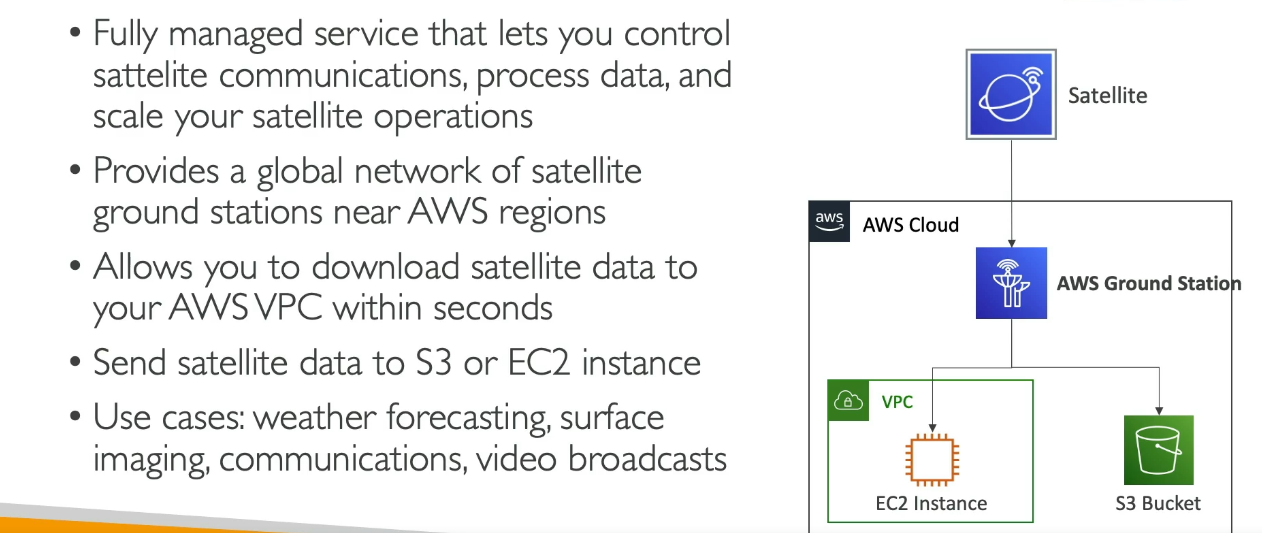 • Fully managed service that lets you control
sattelite communications, process data, and
scale your satellite operations
• Provides a global network of satellite
ground stations near AWS regions
• Allows you to download satellite data to
your AWS VPC within seconds
• Send satellite data to S3 or EC2 instance
• Use cases: weather forecasting, surface
imaging, communications, video broadcasts
Satellite
aws
AWS Cloud
AWS Ground Station
VPC
EC2 Instance
S3 Bucket